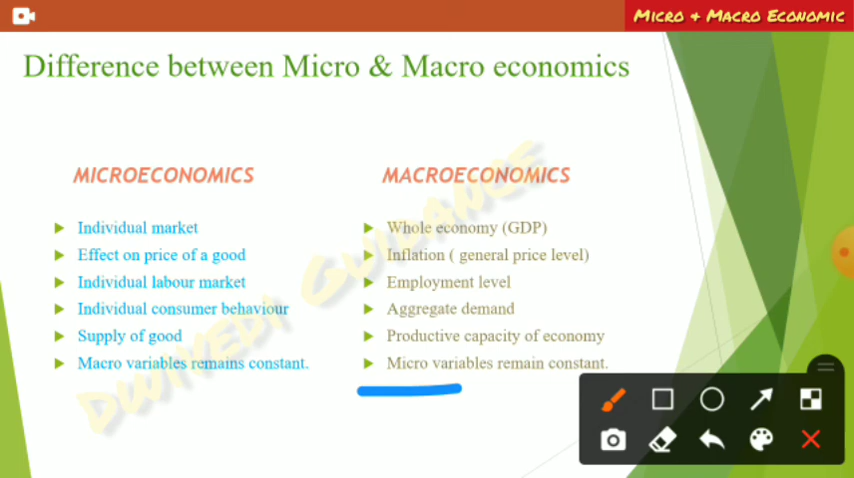 MICRO & MACRO ECONOMIC
Difference between Micro & Macro economics
MICROECONOMICS
Individual market
Effect on price of a good
Individual labour market
Individual consumer behaviour
Supply of good
Macro variables remains constant.
MACROECONOMICS
Whole economy (GDP)
Inflation ( general price level)
Employment level
Aggregate demand
Productive capacity of economy
Micro variables remain constant.
DWIVEDI GUIDANCE